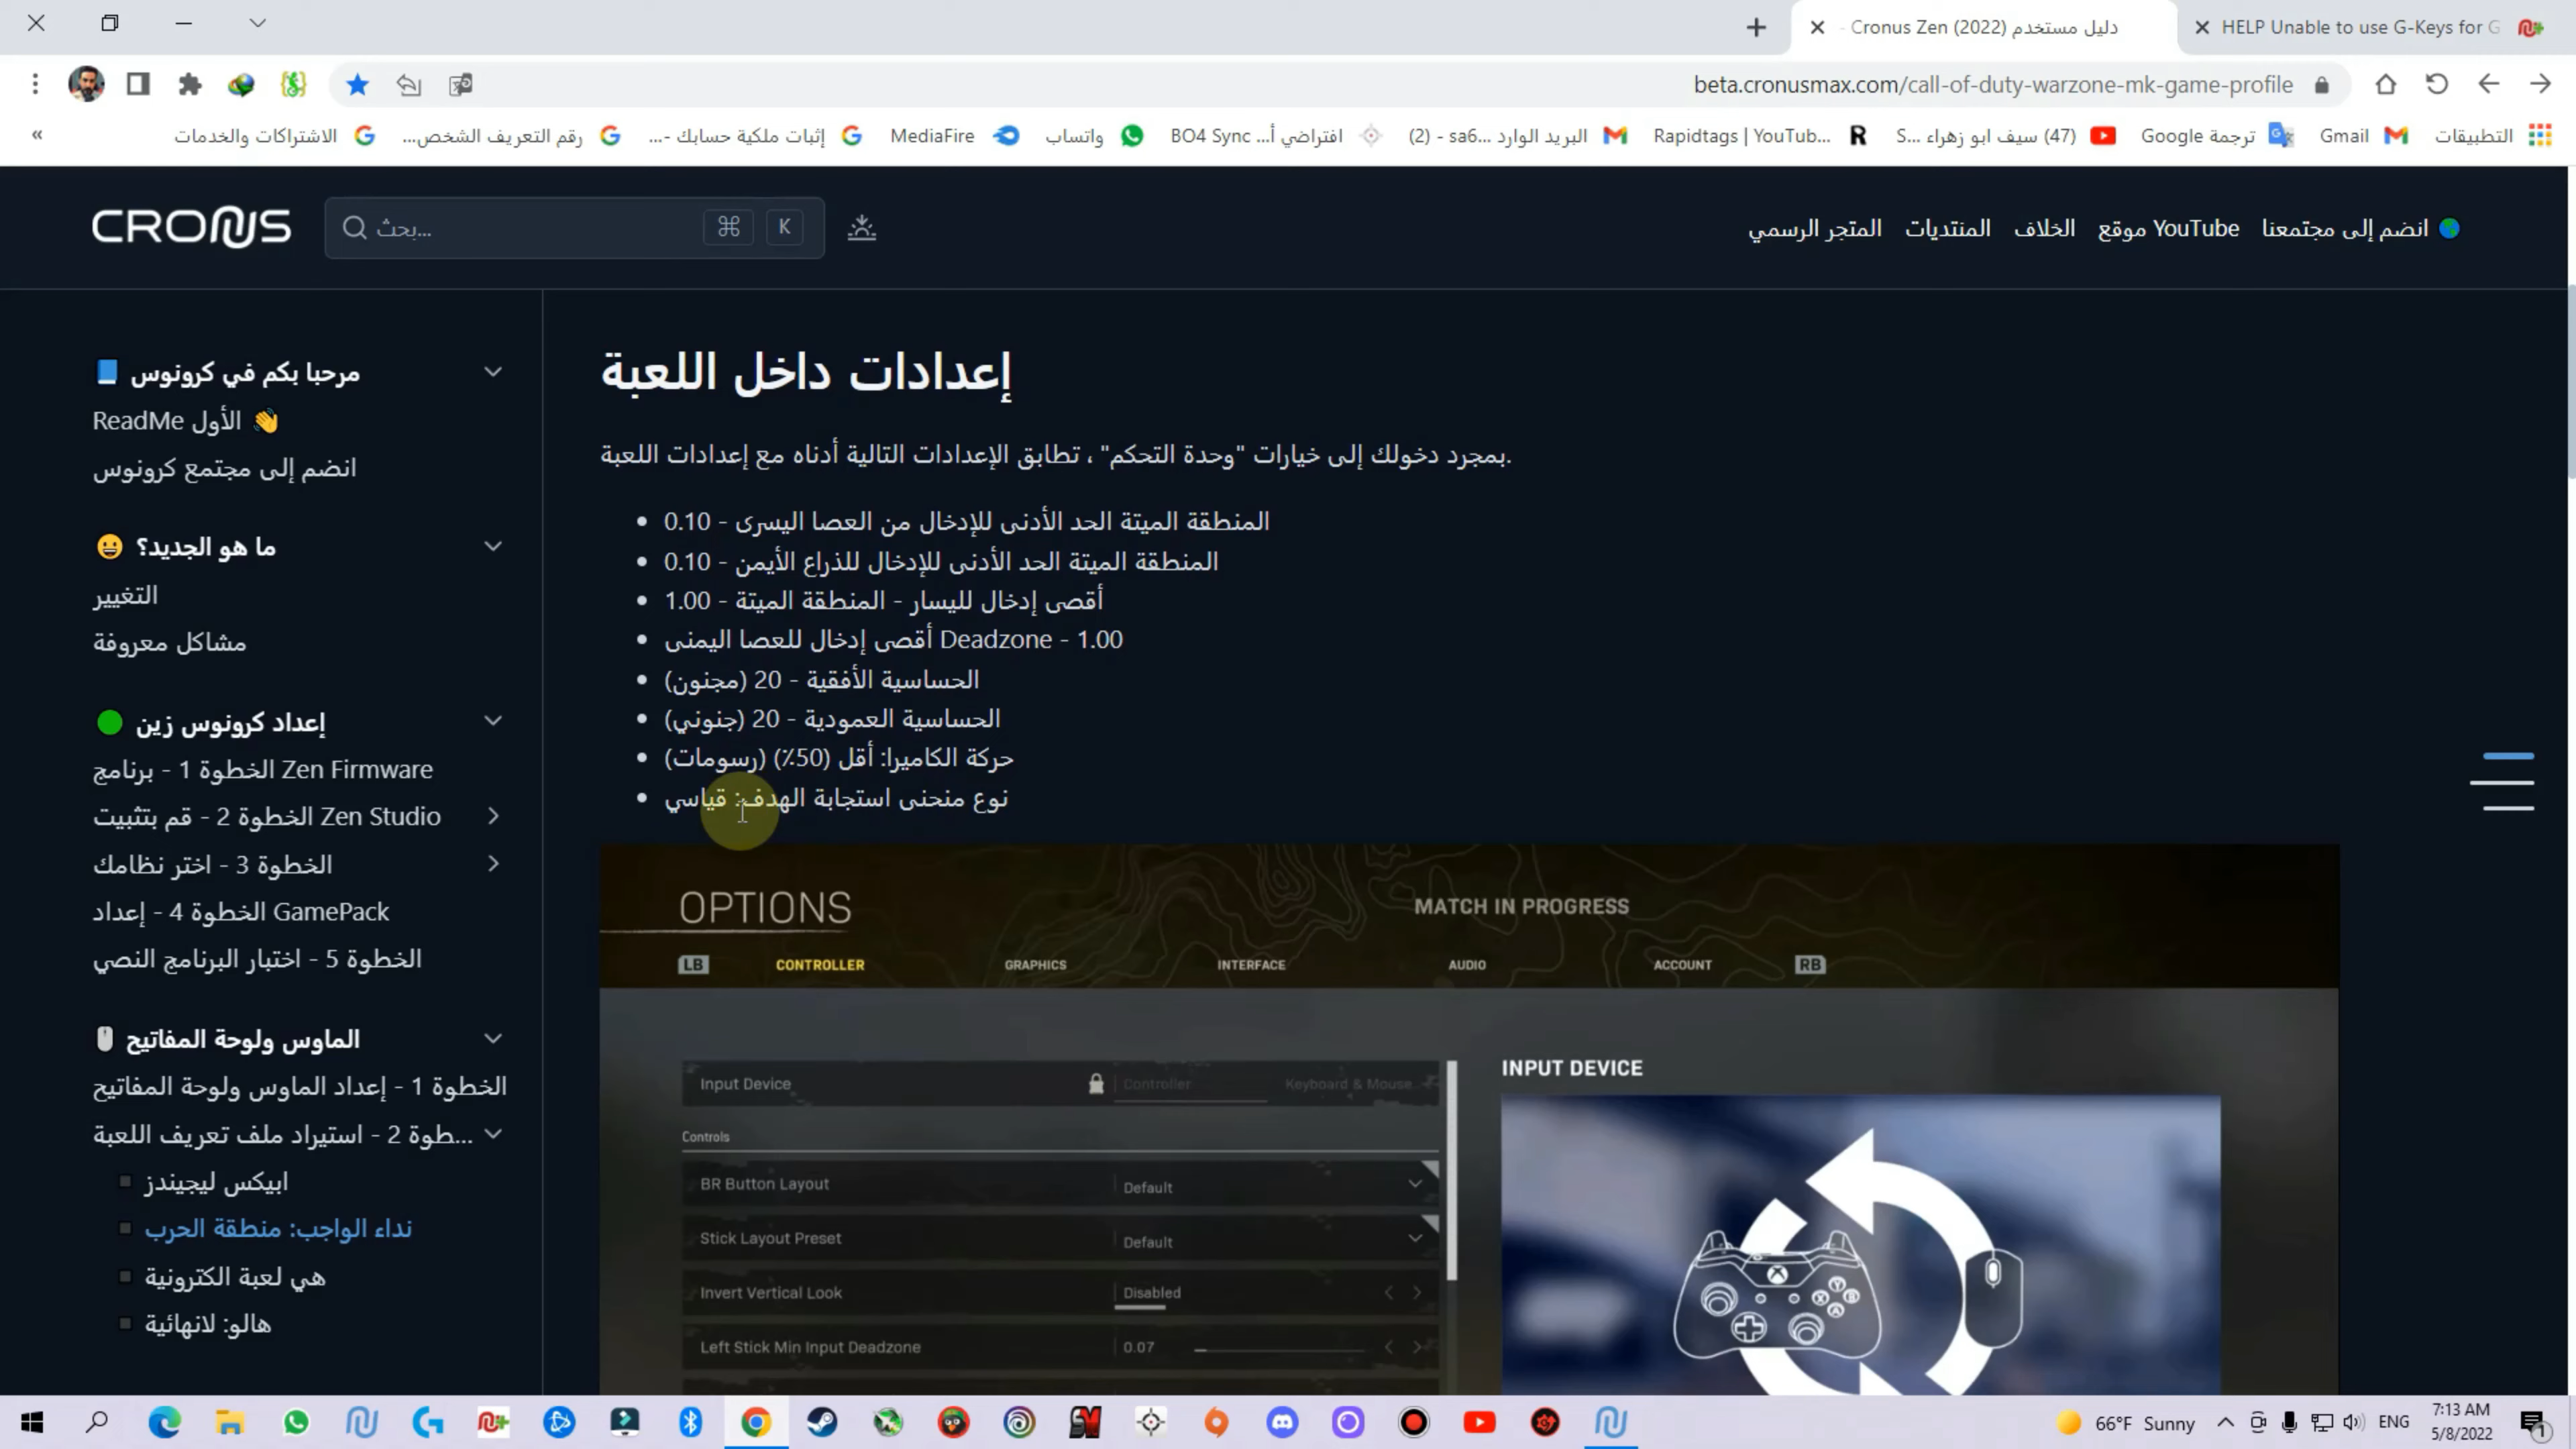 دليل مستخدم Cronus Zen (2022) -
HELP Unable to use G-Keys for G
beta.cronusmax.com/call-of-duty-warzone-mk-game-profile
التطبيقات
Gmail
ترجمة Google
(47) سيف ابو زهراء ...S
Rapidtags | YouTub...
البريد الوارد (2) - sa6...
افتراضي أ... BO4 Sync
واتساب
MediaFire
إثبات ملكية حسابك -...
رقم التعريف الشخص...
الاشتراكات والخدمات
«
CRONUS
بحث...
⌘ K
انضم إلى مجتمعنا
YouTube موقع
الخلاف
المنتديات
المتجر الرسمي
مرحبا بكم في كرونوس
ReadMe الأول
انضم إلى مجتمع كرونوس
ما هو الجديد؟
التغيير
مشاكل معروفة
إعداد كرونوس زين
الخطوة 1 - برنامج Zen Firmware
الخطوة 2 - قم بتثبيت Zen Studio
الخطوة 3 - اختر نظامك
الخطوة 4 - إعداد GamePack
الخطوة 5 - اختبار البرنامج النصي
الماوس ولوحة المفاتيح
الخطوة 1 - إعداد الماوس ولوحة المفاتيح
...طوة 2 - استيراد ملف تعريف اللعبة
ابيكس ليجيندز
نداء الواجب: منطقة الحرب
هي لعبة الكترونية
هالو: لانهائية
إعدادات داخل اللعبة
بمجرد دخولك إلى خيارات "وحدة التحكم" ، تطابق الإعدادات التالية أدناه مع إعدادات اللعبة.
المنطقة الميتة الحد الأدنى للإدخال من العصا اليسرى - 0.10
المنطقة الميتة الحد الأدنى للإدخال للذراع الأيمن - 0.10
أقصى إدخال لليسار - المنطقة الميتة - 1.00
أقصى إدخال للعصا اليمنى Deadzone - 1.00
الحساسية الأفقية - 20 (مجنون)
الحساسية العمودية - 20 (جنوني)
حركة الكاميرا: أقل (50٪) (رسومات)
نوع منحنى استجابة الهدف: قياسي
OPTIONS
MATCH IN PROGRESS
LB CONTROLLER GRAPHICS INTERFACE AUDIO ACCOUNT RB
Input Device Controller Keyboard & Mouse
Controls
BR Button Layout Default
Stick Layout Preset Default
Invert Vertical Look Disabled
Left Stick Min Input Deadzone 0.07
INPUT DEVICE
66°F Sunny
ENG
7:13 AM
5/8/2022
1